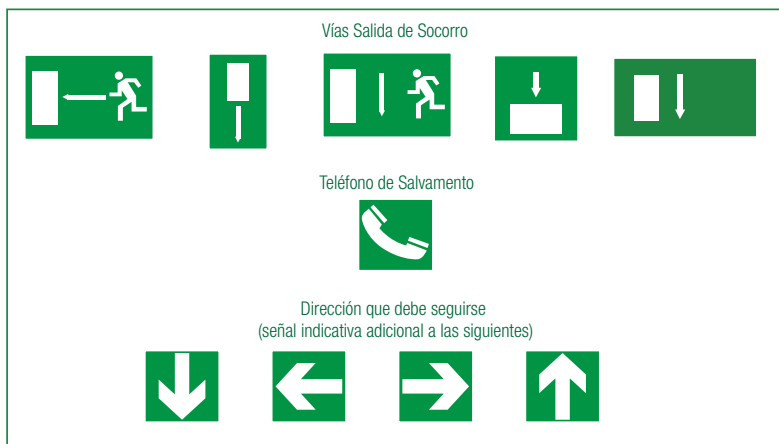 Vías Salida de Socorro
Teléfono de Salvamento
Dirección que debe seguirse
(señal indicativa adicional a las siguientes)